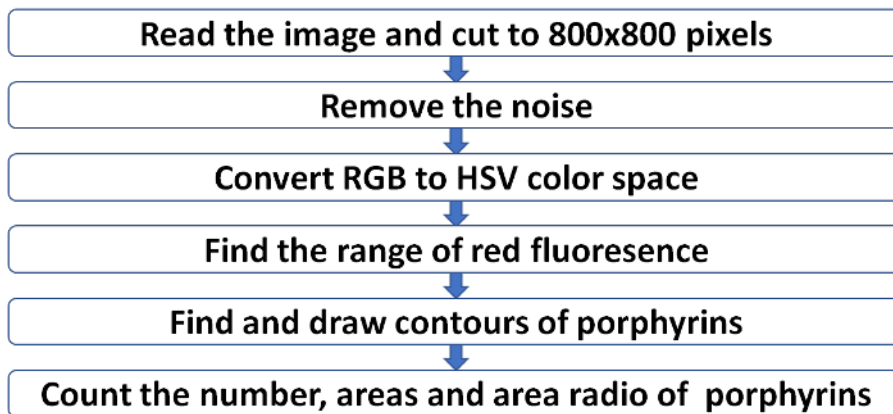 Read the image and cut to 800x800 pixels
Remove the noise
Convert RGB to HSV color space
Find the range of red fluoresence
Find and draw contours of porphyrins
Count the number, areas and area radio of porphyrins